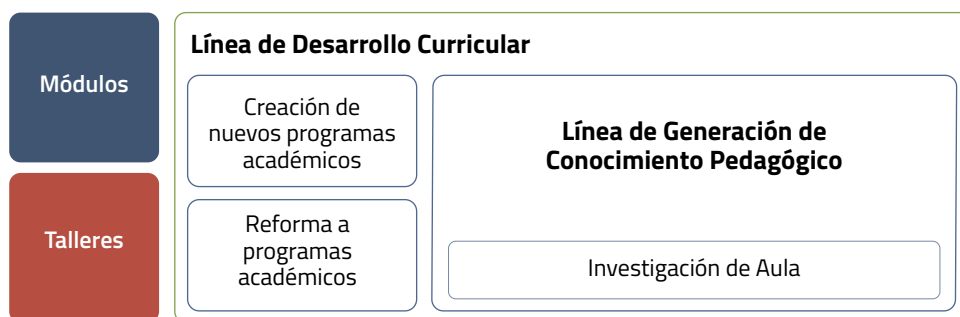 Módulos
Talleres
Línea de Desarrollo Curricular
Creación de
nuevos programas
académicos
Reforma a
programas
académicos
Línea de Generación de
Conocimiento Pedagógico
Investigación de Aula